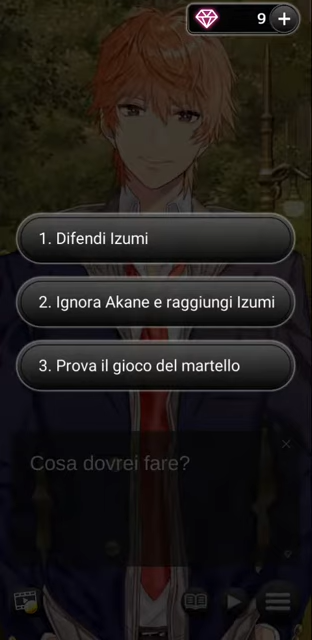 9 +
1. Difendi Izumi
2. Ignora Akane e raggiungi Izumi
3. Prova il gioco del martello
Cosa dovrei fare?